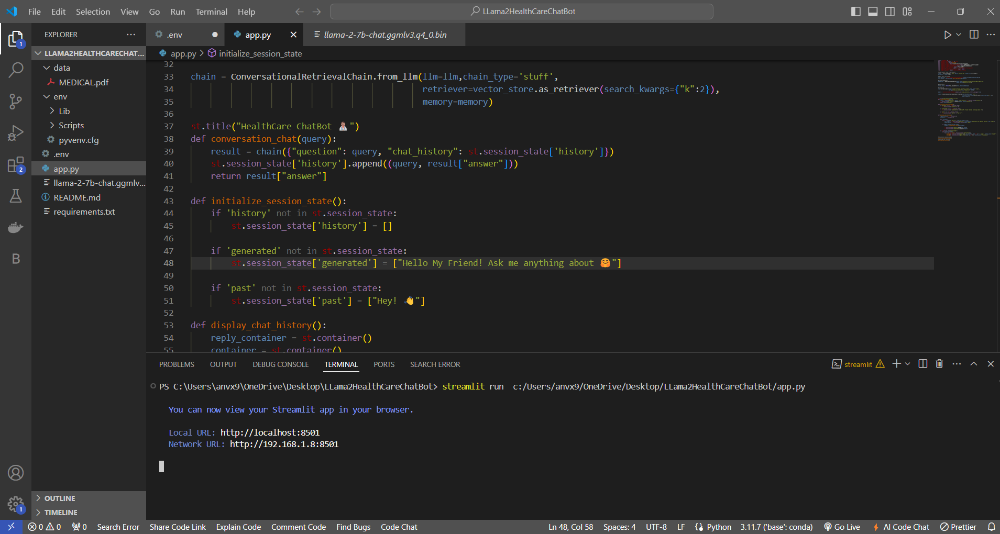 File Edit Selection View Go Run Terminal Help
LLama2HealthCareChatBot
EXPLORER
.env
app.py
llama-2-7b-chat.ggmlv3.q4_0.bin
LLAMA2HEALTHCARECHAT...
data
MEDICAL.pdf
env
Lib
Scripts
pyvenv.cfg
.env
app.py
llama-2-7b-chat.ggmlv...
README.md
requirements.txt
OUTLINE
TIMELINE
1
2
B
1
app.py > initialize_session_state
32
33 chain = ConversationalRetrievalChain.from_llm(llm=llm,chain_type='stuff',
34 retriever=vector_store.as_retriever(search_kwargs={"k":2}),
35 memory=memory)
36
37 st.title("HealthCare ChatBot 👩🏽‍⚕️")
38 def conversation_chat(query):
39 result = chain({"question": query, "chat_history": st.session_state['history']})
40 st.session_state['history'].append((query, result["answer"]))
41 return result["answer"]
42
43 def initialize_session_state():
44 if 'history' not in st.session_state:
45 st.session_state['history'] = []
46
47 if 'generated' not in st.session_state:
48 st.session_state['generated'] = ["Hello My Friend! Ask me anything about 🤗"]
49
50 if 'past' not in st.session_state:
51 st.session_state['past'] = ["Hey! 👋"]
52
53 def display_chat_history():
54 reply_container = st.container()
55 container = st.container()
PROBLEMS OUTPUT DEBUG CONSOLE TERMINAL PORTS SEARCH ERROR
streamlit
PS C:\Users\anvx9\OneDrive\Desktop\LLama2HealthCareChatBot> streamlit run c:/Users/anvx9/OneDrive/Desktop/LLama2HealthCareChatBot/app.py
You can now view your Streamlit app in your browser.
Local URL: http://localhost:8501
Network URL: http://192.168.1.8:8501
0 0 0 Search Error Share Code Link Explain Code Comment Code Find Bugs Code Chat
Ln 48, Col 58 Spaces: 4 UTF-8 LF Python 3.11.7 ('base': conda) Go Live AI Code Chat Prettier